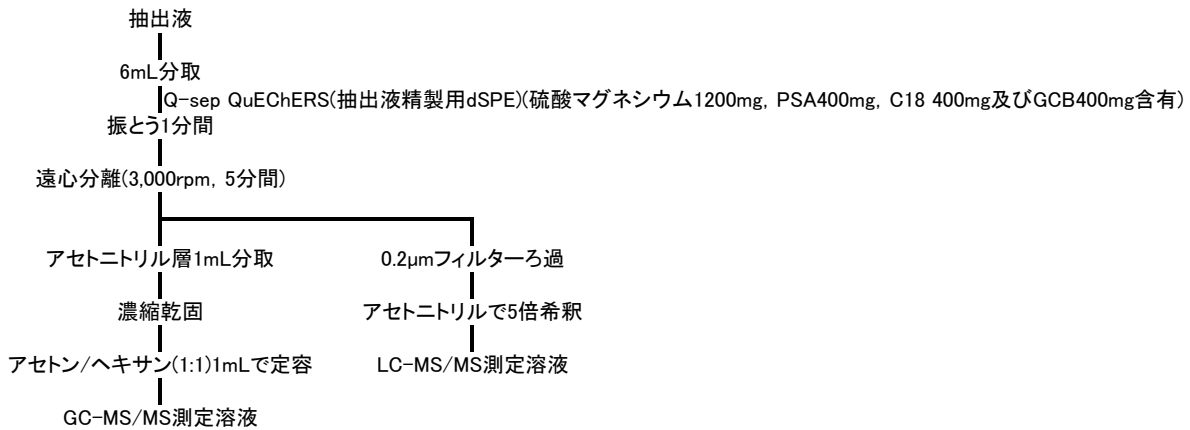 抽出液
6mL分取
Q-sep QuEChERS(抽出液精製用dSPE)(硫酸マグネシウム1200mg, PSA400mg, C18 400mg及びGCB400mg含有)
振とう1分間
遠心分離(3,000rpm, 5分間)
アセトニトリル層1mL分取
0.2µmフィルターろ過
濃縮乾固
アセトニトリルで5倍希釈
アセトン/ヘキサン(1:1)1mLで定容
LC-MS/MS測定溶液
GC-MS/MS測定溶液